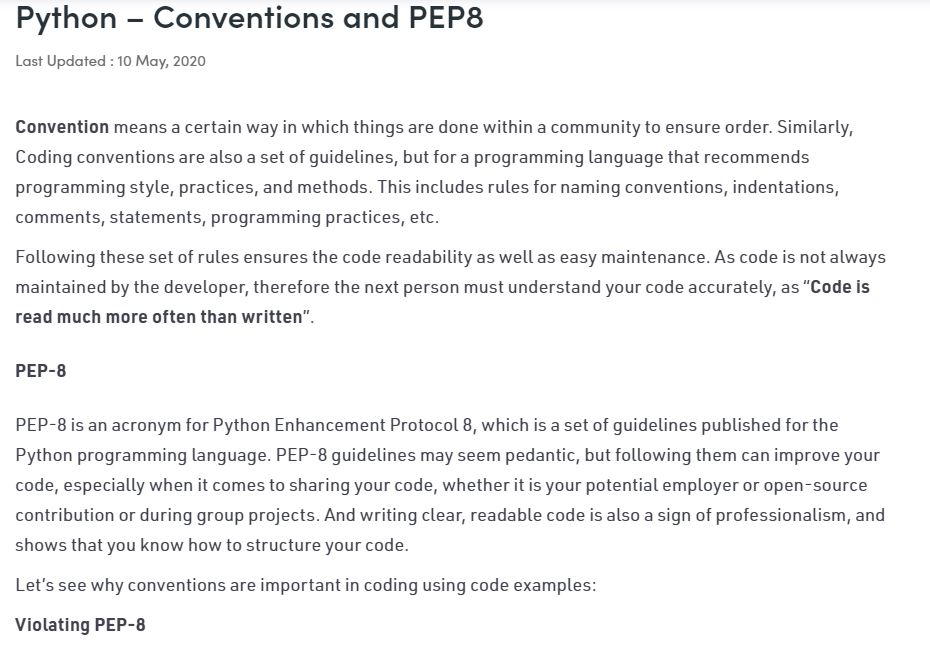 Python – Conventions and PEP8
Last Updated : 10 May, 2020
Convention means a certain way in which things are done within a community to ensure order. Similarly,
Coding conventions are also a set of guidelines, but for a programming language that recommends
programming style, practices, and methods. This includes rules for naming conventions, indentations,
comments, statements, programming practices, etc.
Following these set of rules ensures the code readability as well as easy maintenance. As code is not always
maintained by the developer, therefore the next person must understand your code accurately, as “Code is
read much more often than written”.
PEP-8
PEP-8 is an acronym for Python Enhancement Protocol 8, which is a set of guidelines published for the
Python programming language. PEP-8 guidelines may seem pedantic, but following them can improve your
code, especially when it comes to sharing your code, whether it is your potential employer or open-source
contribution or during group projects. And writing clear, readable code is also a sign of professionalism, and
shows that you know how to structure your code.
Let’s see why conventions are important in coding using code examples:
Violating PEP-8